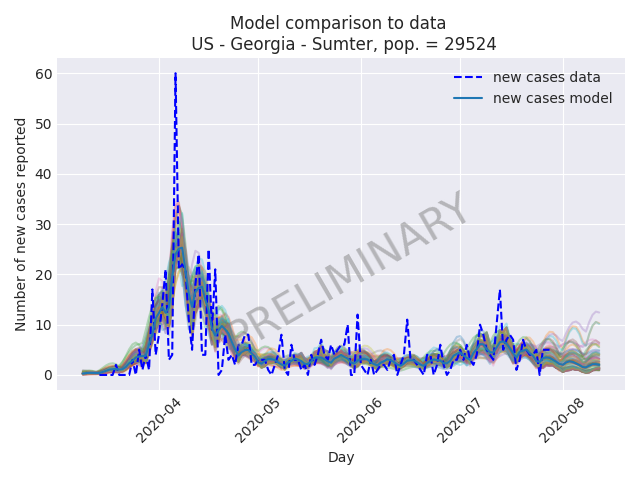 Model comparison to data
US - Georgia - Sumter, pop. = 29524
new cases data
new cases model
Number of new cases reported
60
50
40
30
20
10
0
PRELIMINARY
2020-04
2020-05
2020-06
2020-07
2020-08
Day